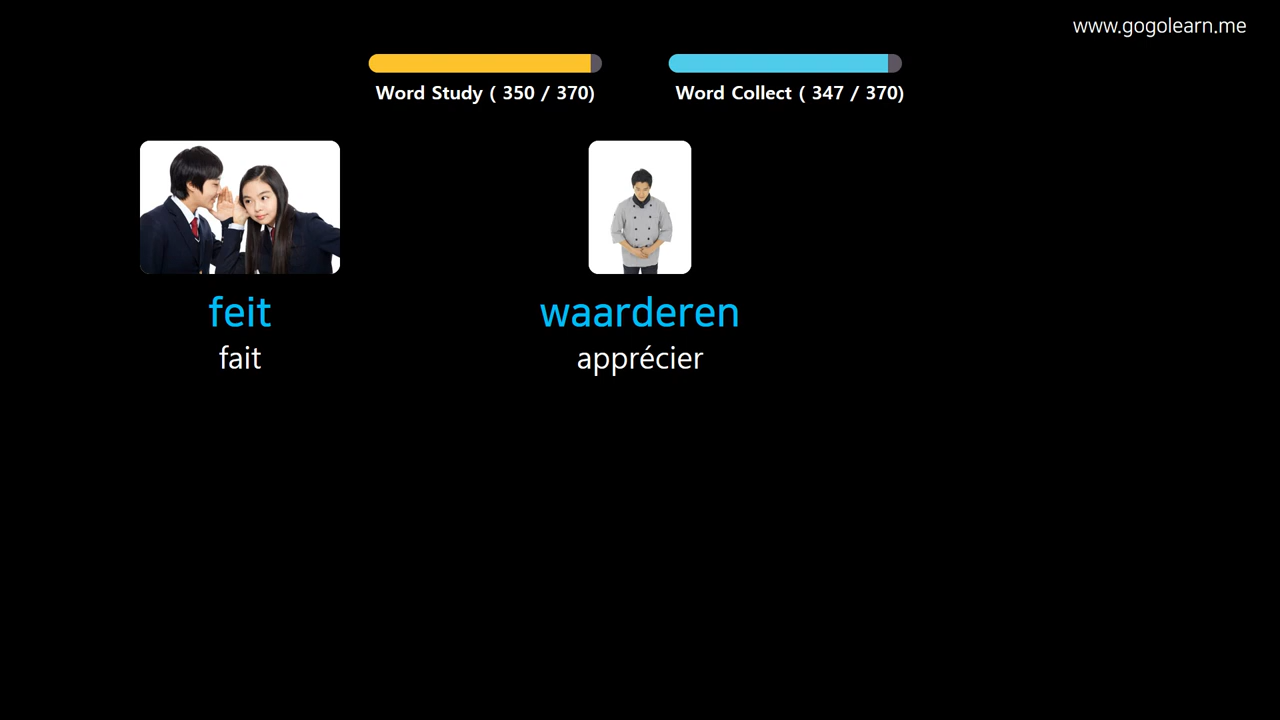 www.gogolearn.me
Word Study ( 350 / 370)
Word Collect ( 347 / 370)
feit
fait
waarderen
apprécier